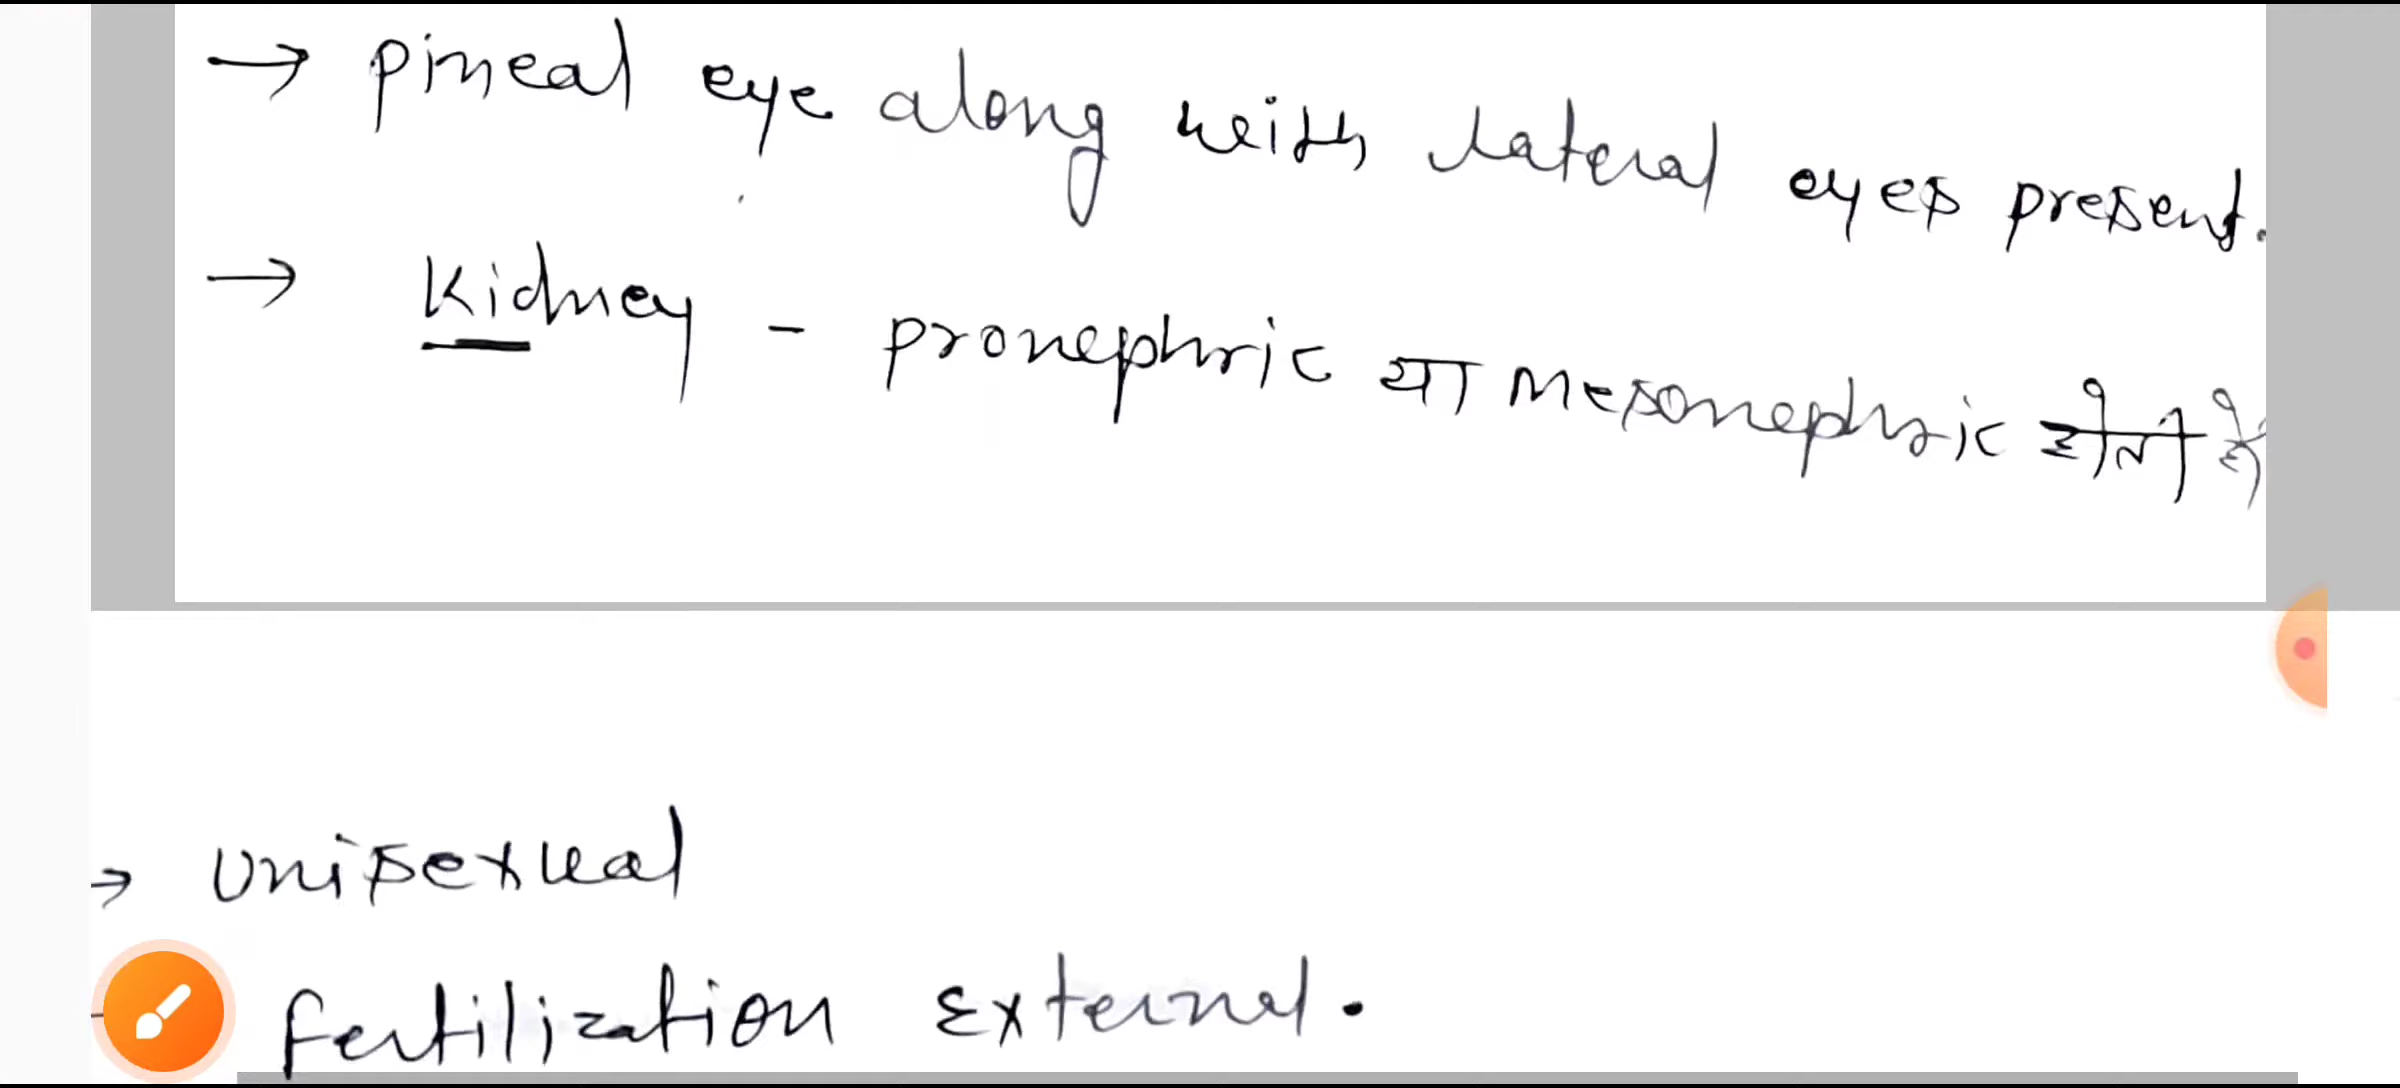 → pineal eye along with lateral eyes present.
→ Kidney - pronephric या Mesonephric होता है
→ Unisexual
fertilization External.